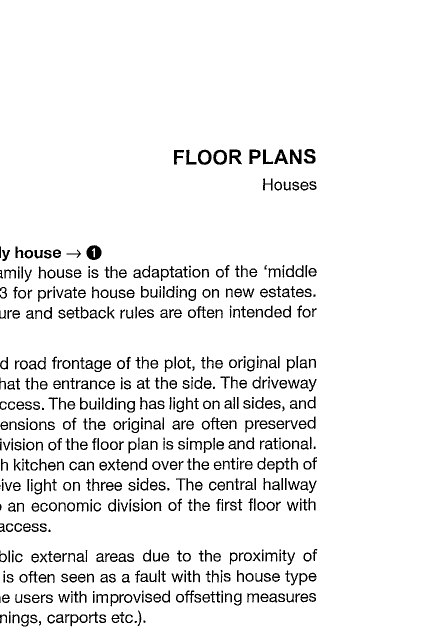 FLOOR PLANS
Houses
ly house → ❶
amily house is the adaptation of the ‘middle
3 for private house building on new estates.
ure and setback rules are often intended for
d road frontage of the plot, the original plan
hat the entrance is at the side. The driveway
ccess. The building has light on all sides, and
ensions of the original are often preserved
ivision of the floor plan is simple and rational.
h kitchen can extend over the entire depth of
ive light on three sides. The central hallway
o an economic division of the first floor with
access.
blic external areas due to the proximity of
is often seen as a fault with this house type
ne users with improvised offsetting measures
nings, carports etc.).